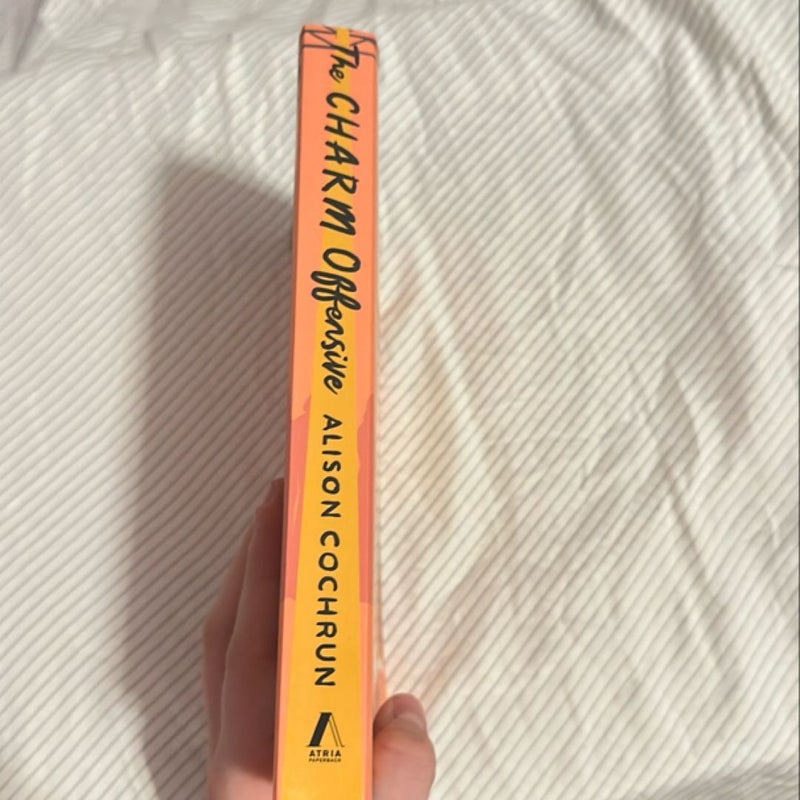 The CHARM Offensive ALISON COCHRUN
ATRIA
PAPERBACK